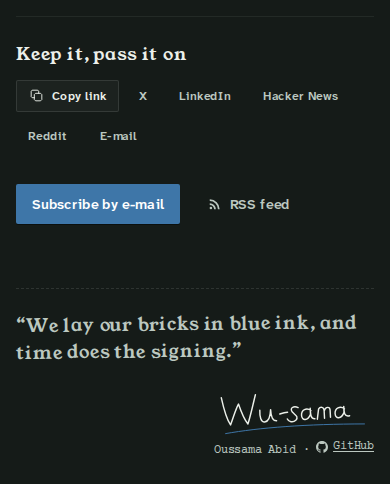 Keep it, pass it on
Copy link X LinkedIn Hacker News
Reddit E-mail
Subscribe by e-mail RSS feed
“We lay our bricks in blue ink, and
time does the signing.”
Wu-sama
Oussama Abid · GitHub